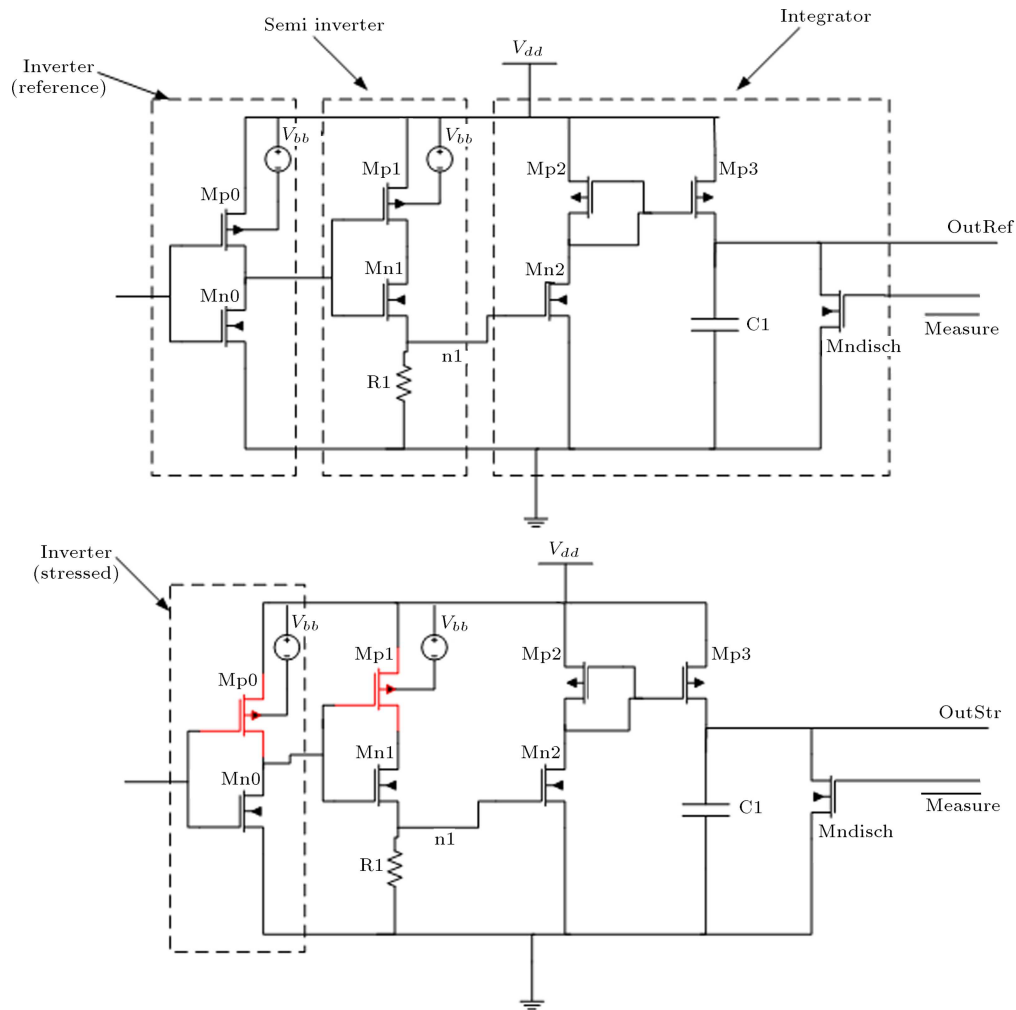 Integrator
Semi inverter
Vdd
Inverter
(reference)
Vbb
Vbb
Mp1
Mp2
Mp3
Mp0
OutRef
Mn1
Mn2
Mn0
C1
Measure
Mndisch
n1
R1
Inverter
(stressed)
Vdd
Vbb
Vbb
Mp1
Mp2
Mp3
Mp0
OutStr
Mn1
Mn2
Mn0
C1
Measure
Mndisch
n1
R1